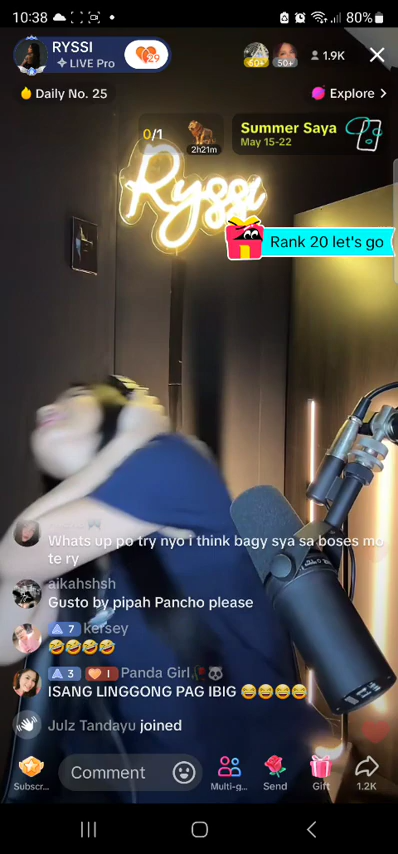 10:38
80%
RYSSI
LIVE Pro
29
60+
50+
1.9K
Daily No. 25
Explore >
0/1
2h21m
Summer Saya
May 15-22
Ryssi
Rank 20 let's go
Whats up po try nyo i think bagy sya sa boses mo
te ry
aikahshsh
Gusto by pipah Pancho please
7 kersey
🤣🤣🤣🤣
3 I Panda Girl🥀🐼
ISANG LINGGONG PAG IBIG 😂😂😂😂
Julz Tandayu joined
Subscr...
Comment
Multi-g...
Send
Gift
1.2K